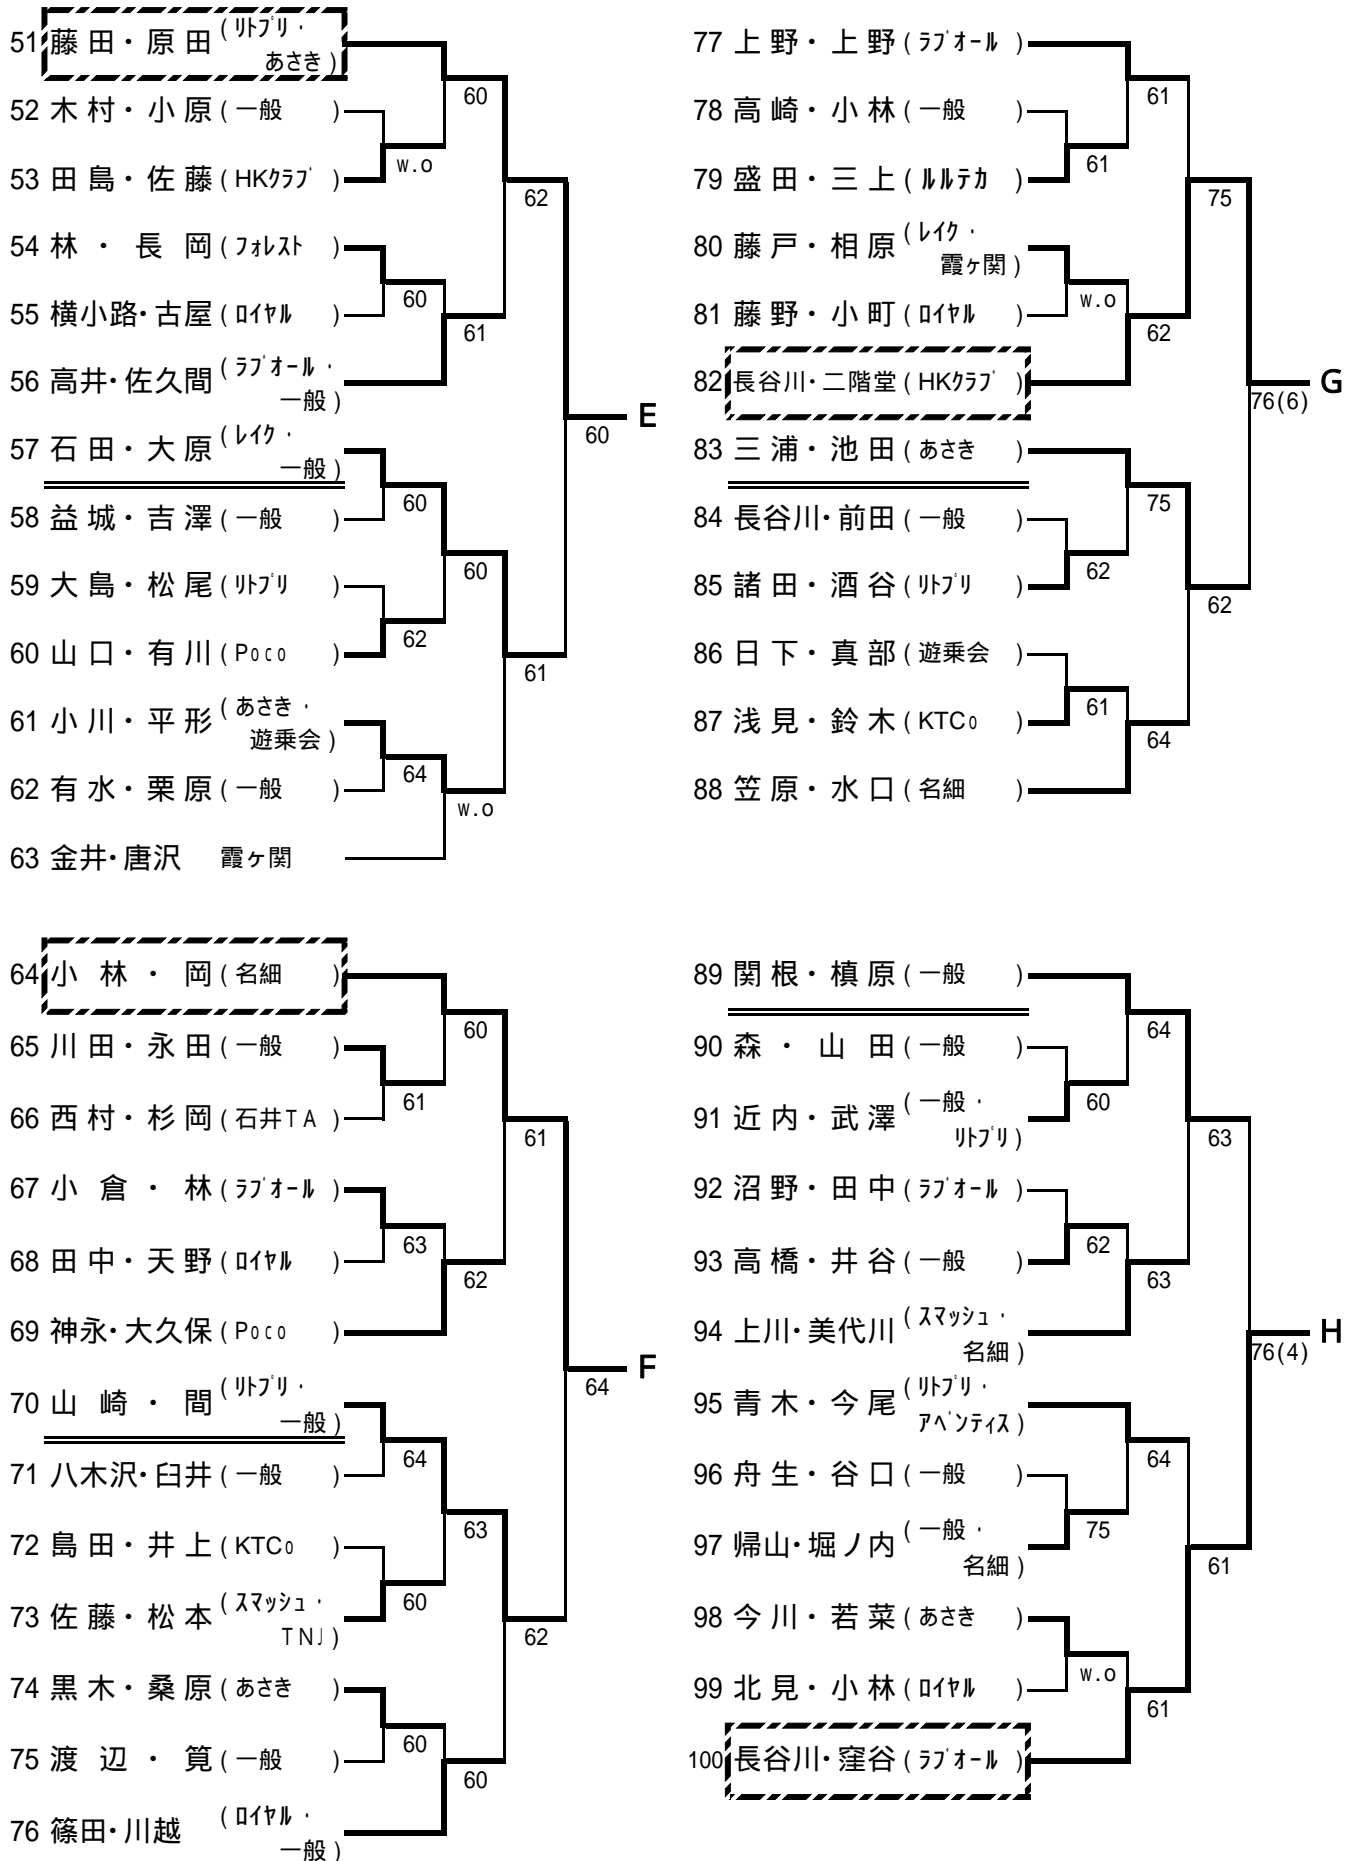 51 藤田・原田 (リトプリ・
あさき)
60
52 木村・小原 (一般 )
w.o
53 田島・佐藤 (HKクラブ )
62
54 林・長岡 (フォレスト )
60
55 横小路・古屋 (ロイヤル )
61
56 高井・佐久間 (ラブオール・
一般)
E
60
57 石田・大原 (レイク・
一般)
60
58 益城・吉澤 (一般 )
60
59 大島・松尾 (リトプリ )
62
60 山口・有川 (Poco )
61
61 小川・平形 (あさき・
遊乗会)
64
62 有水・栗原 (一般 )
w.o
63 金井・唐沢 霞ヶ関
64 小林・岡 (名細 )
60
65 川田・永田 (一般 )
61
66 西村・杉岡 (石井TA )
61
67 小倉・林 (ラブオール )
63
68 田中・天野 (ロイヤル )
62
69 神永・大久保 (Poco )
F
64
70 山崎・間 (リトプリ・
一般)
64
71 八木沢・臼井 (一般 )
63
72 島田・井上 (KTCo )
60
73 佐藤・松本 (スマッシュ・
TNJ)
62
74 黒木・桑原 (あさき )
60
75 渡辺・筧 (一般 )
60
76 篠田・川越 (ロイヤル・
一般)
77 上野・上野 (ラブオール )
61
78 高崎・小林 (一般 )
61
79 盛田・三上 (ルルテカ )
75
80 藤戸・相原 (レイク・
霞ヶ関)
w.o
81 藤野・小町 (ロイヤル )
62
82 長谷川・二階堂 (HKクラブ )
G
76(6)
83 三浦・池田 (あさき )
75
84 長谷川・前田 (一般 )
62
85 諸田・酒谷 (リトプリ )
62
86 日下・真部 (遊乗会 )
61
87 浅見・鈴木 (KTCo )
64
88 笠原・水口 (名細 )
89 関根・槙原 (一般 )
64
90 森・山田 (一般 )
60
91 近内・武澤 (一般・
リトプリ)
63
92 沼野・田中 (ラブオール )
62
93 高橋・井谷 (一般 )
63
94 上川・美代川 (スマッシュ・
名細)
H
76(4)
95 青木・今尾 (リトプリ・
アペンティス)
64
96 舟生・谷口 (一般 )
75
97 帰山・堀ノ内 (一般・
名細)
61
98 今川・若菜 (あさき )
w.o
99 北見・小林 (ロイヤル )
61
100 長谷川・窪谷 (ラブオール )